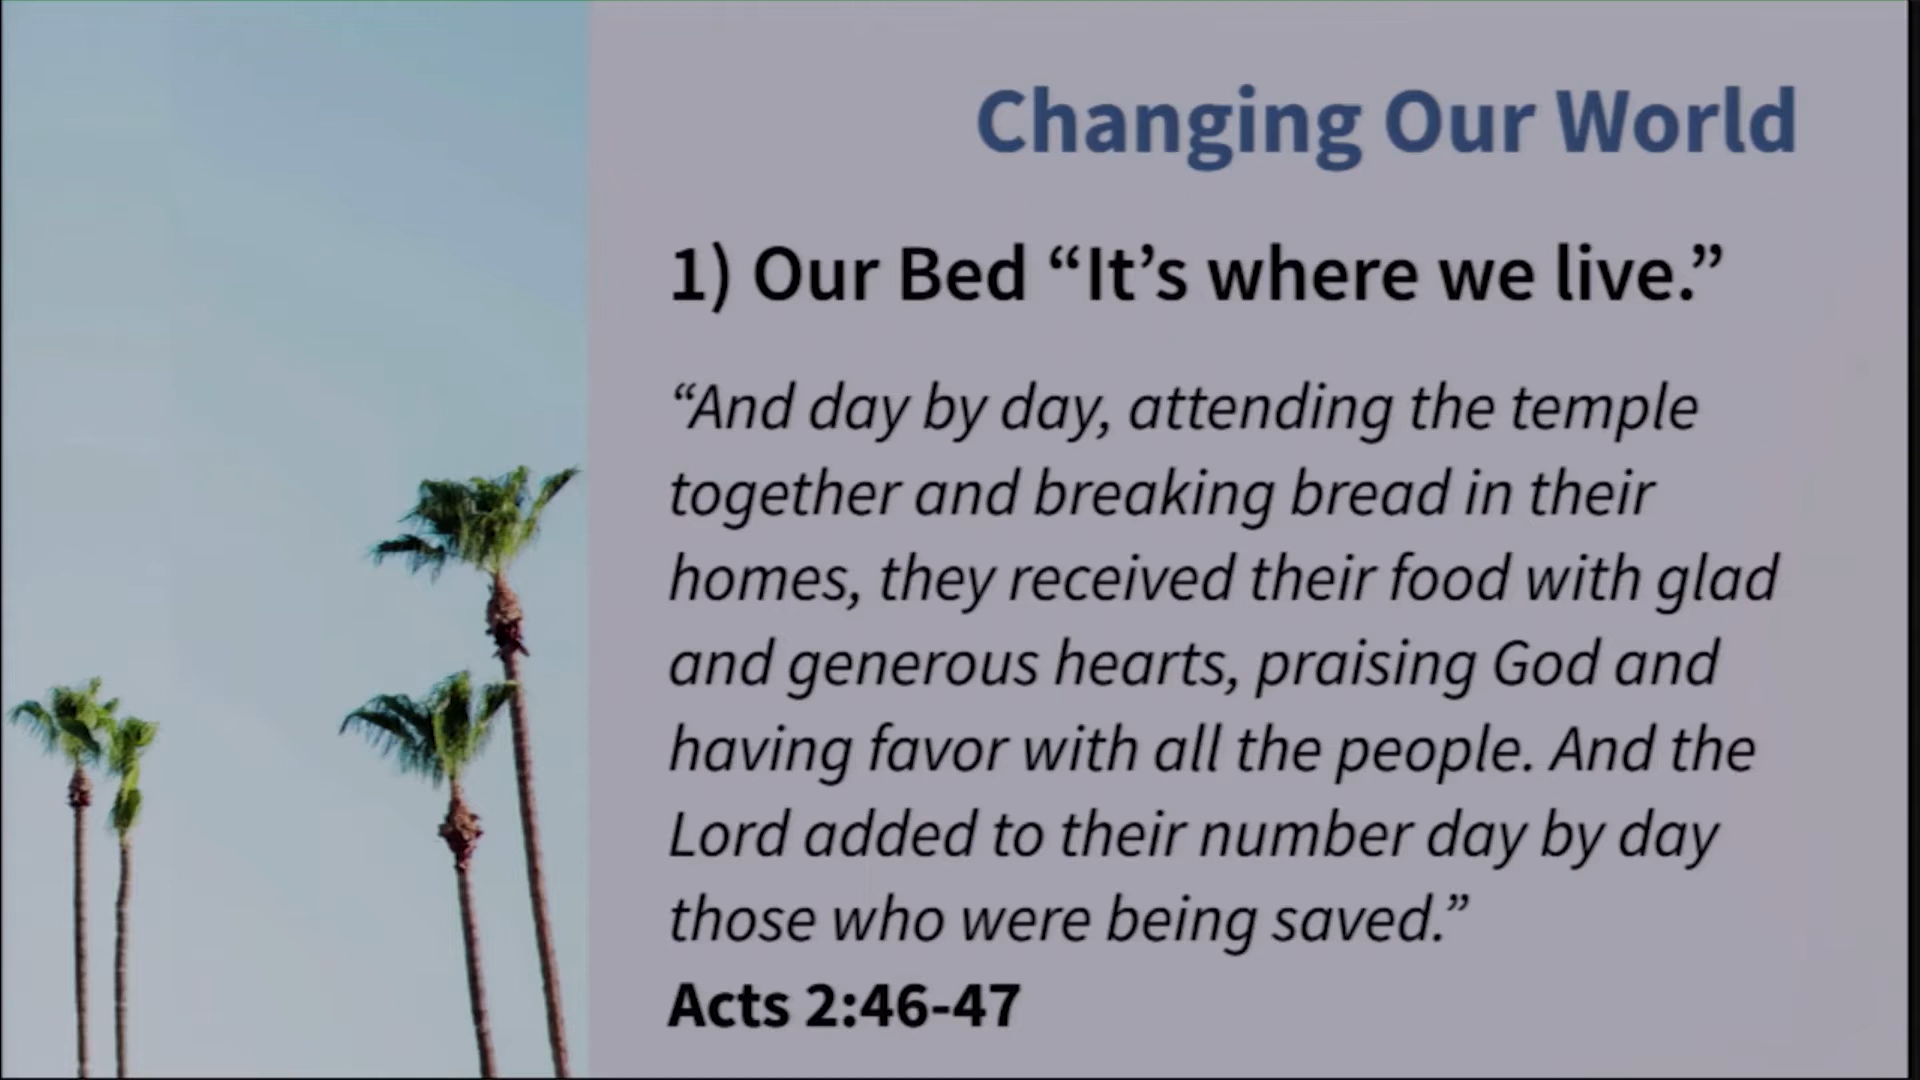 Changing Our World
1) Our Bed “It’s where we live.”
“And day by day, attending the temple
together and breaking bread in their
homes, they received their food with glad
and generous hearts, praising God and
having favor with all the people. And the
Lord added to their number day by day
those who were being saved.”
Acts 2:46-47